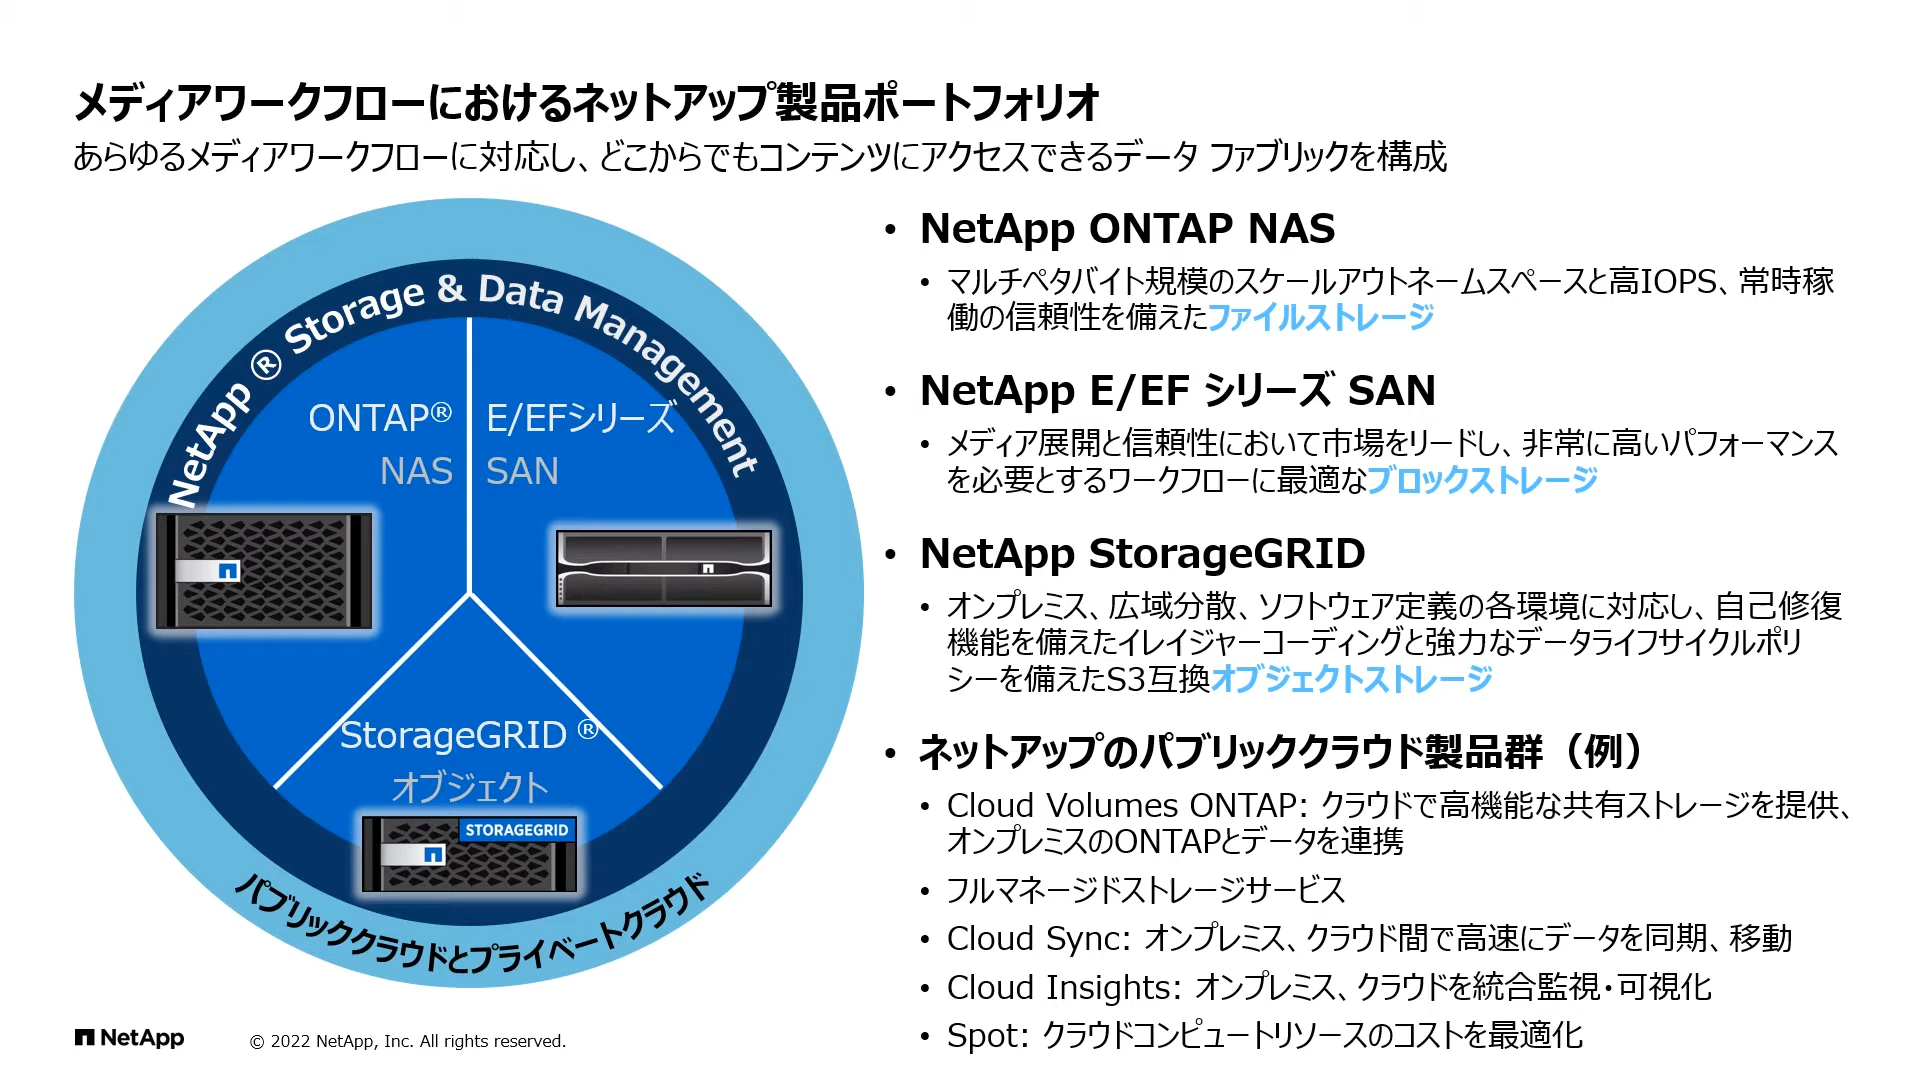 メディアワークフローにおけるネットアップ製品ポートフォリオ
あらゆるメディアワークフローに対応し、どこからでもコンテンツにアクセスできるデータ ファブリックを構成
NetApp ® Storage & Data Management
ONTAP®
NAS
E/EFシリーズ
SAN
StorageGRID ®
オブジェクト
STORAGEGRID
パブリッククラウドとプライベートクラウド
• NetApp ONTAP NAS
• マルチペタバイト規模のスケールアウトネームスペースと高IOPS、常時稼
働の信頼性を備えたファイルストレージ
• NetApp E/EF シリーズ SAN
• メディア展開と信頼性において市場をリードし、非常に高いパフォーマンス
を必要とするワークフローに最適なブロックストレージ
• NetApp StorageGRID
• オンプレミス、広域分散、ソフトウェア定義の各環境に対応し、自己修復
機能を備えたイレイジャーコーディングと強力なデータライフサイクルポリ
シーを備えたS3互換オブジェクトストレージ
• ネットアップのパブリッククラウド製品群（例）
• Cloud Volumes ONTAP: クラウドで高機能な共有ストレージを提供、
オンプレミスのONTAPとデータを連携
• フルマネージドストレージサービス
• Cloud Sync: オンプレミス、クラウド間で高速にデータを同期、移動
• Cloud Insights: オンプレミス、クラウドを統合監視・可視化
• Spot: クラウドコンピュートリソースのコストを最適化
NetApp
© 2022 NetApp, Inc. All rights reserved.